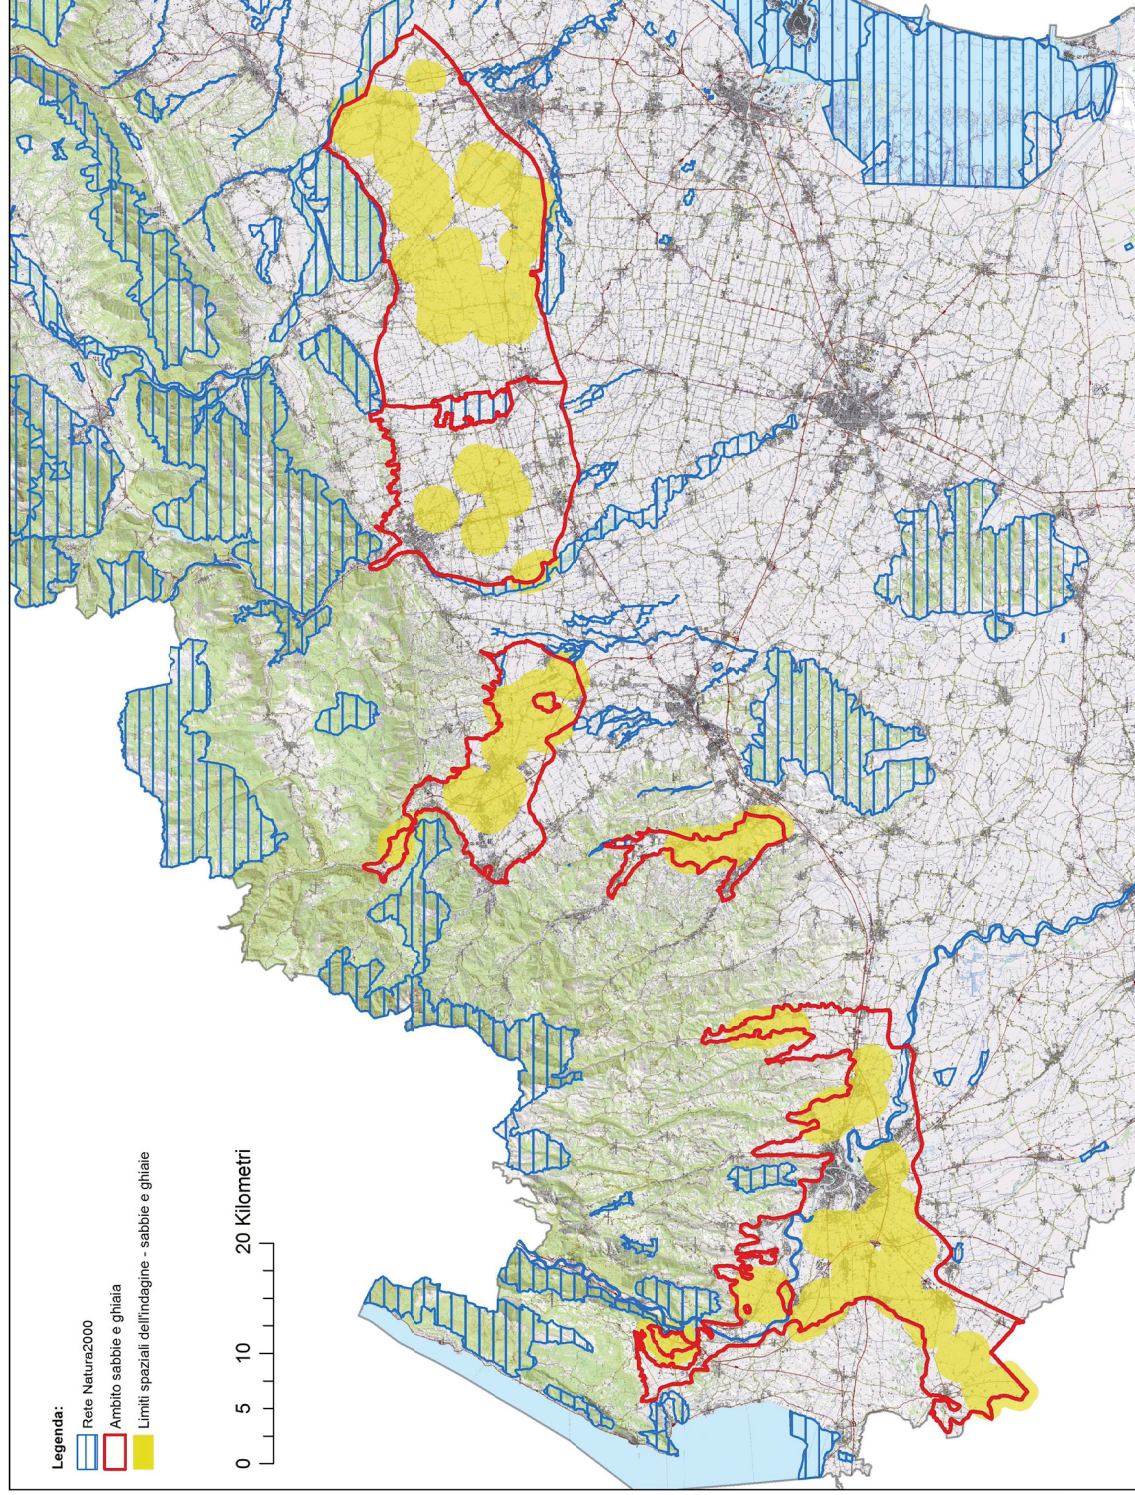 Legenda:
Rete Natura2000
Ambito sabbie e ghiaia
Limiti spaziali dell'indagine - sabbie e ghiaie
0 5 10 20 Kilometri